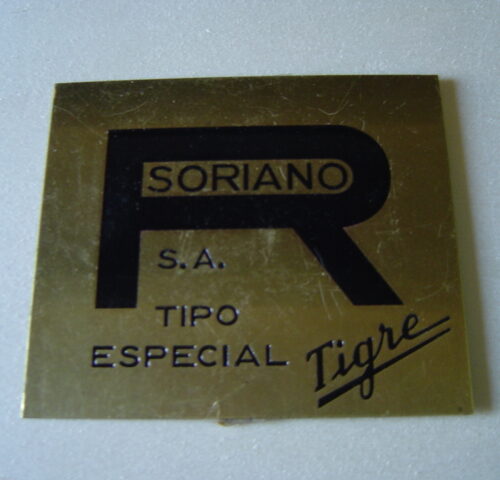 R
SORIANO
S.A.
TIPO
ESPECIAL
Tigre